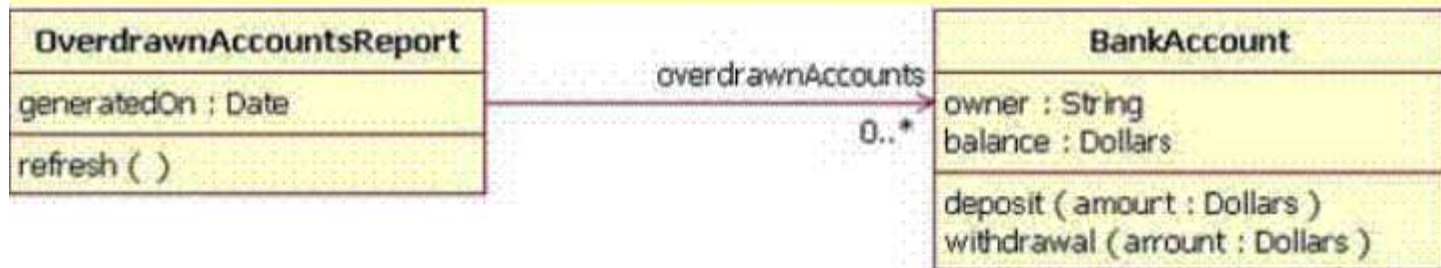 OverdrawnAccountsReport
generatedOn : Date
refresh ( )
overdrawnAccounts
0..*
BankAccount
owner : String
balance : Dollars
deposit ( amourt : Dollars )
withdrawal ( arrount : Dollars )